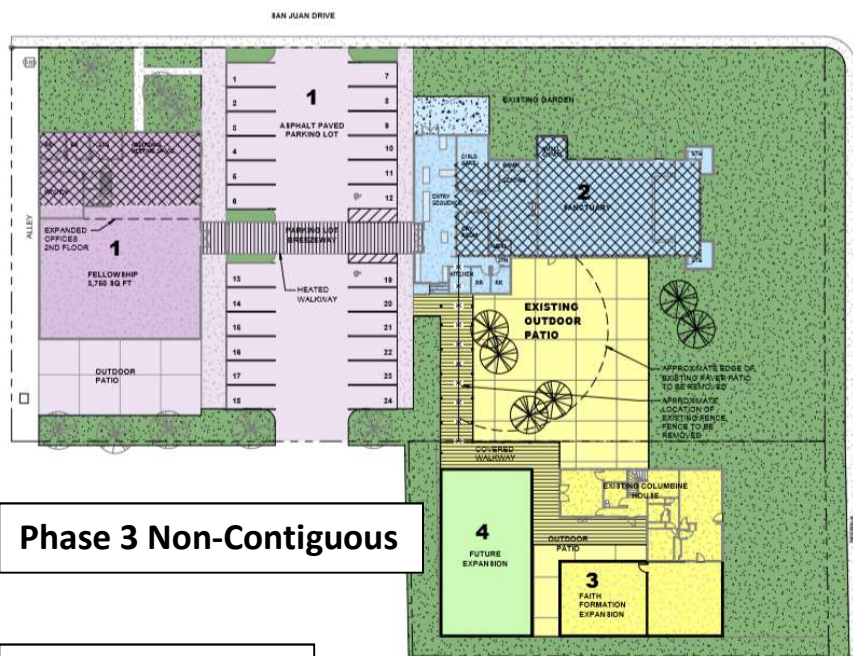 SAN JUAN DRIVE
1
2
3
4
5
6
7
8
9
10
11
12
1
ASPHALT PAVED
PARKING LOT
EXISTING GARDEN
CHILD
CARE
ENTRY
SEQUENCE
2
SANCTUARY
ALLEY
EXPANDED
OFFICES
2ND FLOOR
1
FELLOWSHIP
5,760 SQ FT
PARKING LOT
BREEZEWAY
HEATED
WALKWAY
KITCHEN
RR
RR
13
14
15
16
17
18
19
20
21
22
23
24
OUTDOOR
PATIO
EXISTING
OUTDOOR
PATIO
APPROXIMATE EDGE OF
EXISTING PAVER PATIO
TO BE REMOVED
APPROXIMATE
LOCATION OF
EXISTING FENCE,
FENCE TO BE
REMOVED
COVERED
WALKWAY
EXISTING COLUMBINE
HOUSE
OUTDOOR
PATIO
4
FUTURE
EXPANSION
3
FAITH
FORMATION
EXPANSION
Phase 3 Non-Contiguous